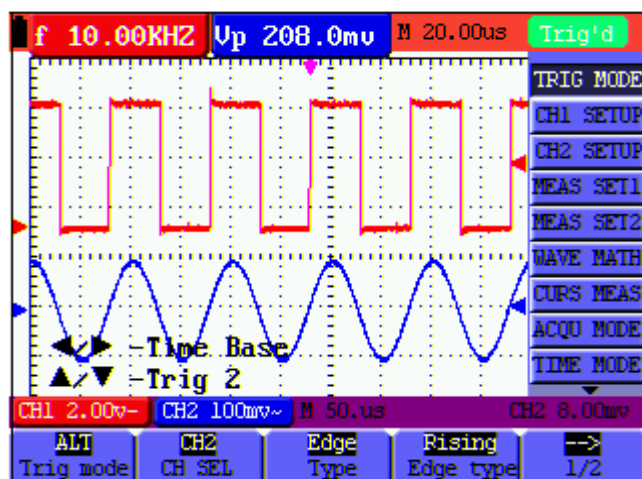 f 10.00KHZ Vp 208.0mv M 20.00us Trig'd
TRIG MODE
CH1 SETUP
CH2 SETUP
MEAS SET1
MEAS SET2
WAVE MATH
CURS MEAS
ACQU MODE
TIME MODE
◀/▶ -Time Base
▲/▼ -Trig 2
CH1 2.00v- CH2 100mv~ M 50.us CH2 8.00mv
ALT CH2 Edge Rising -->
Trig mode CH SEL Type Edge type 1/2